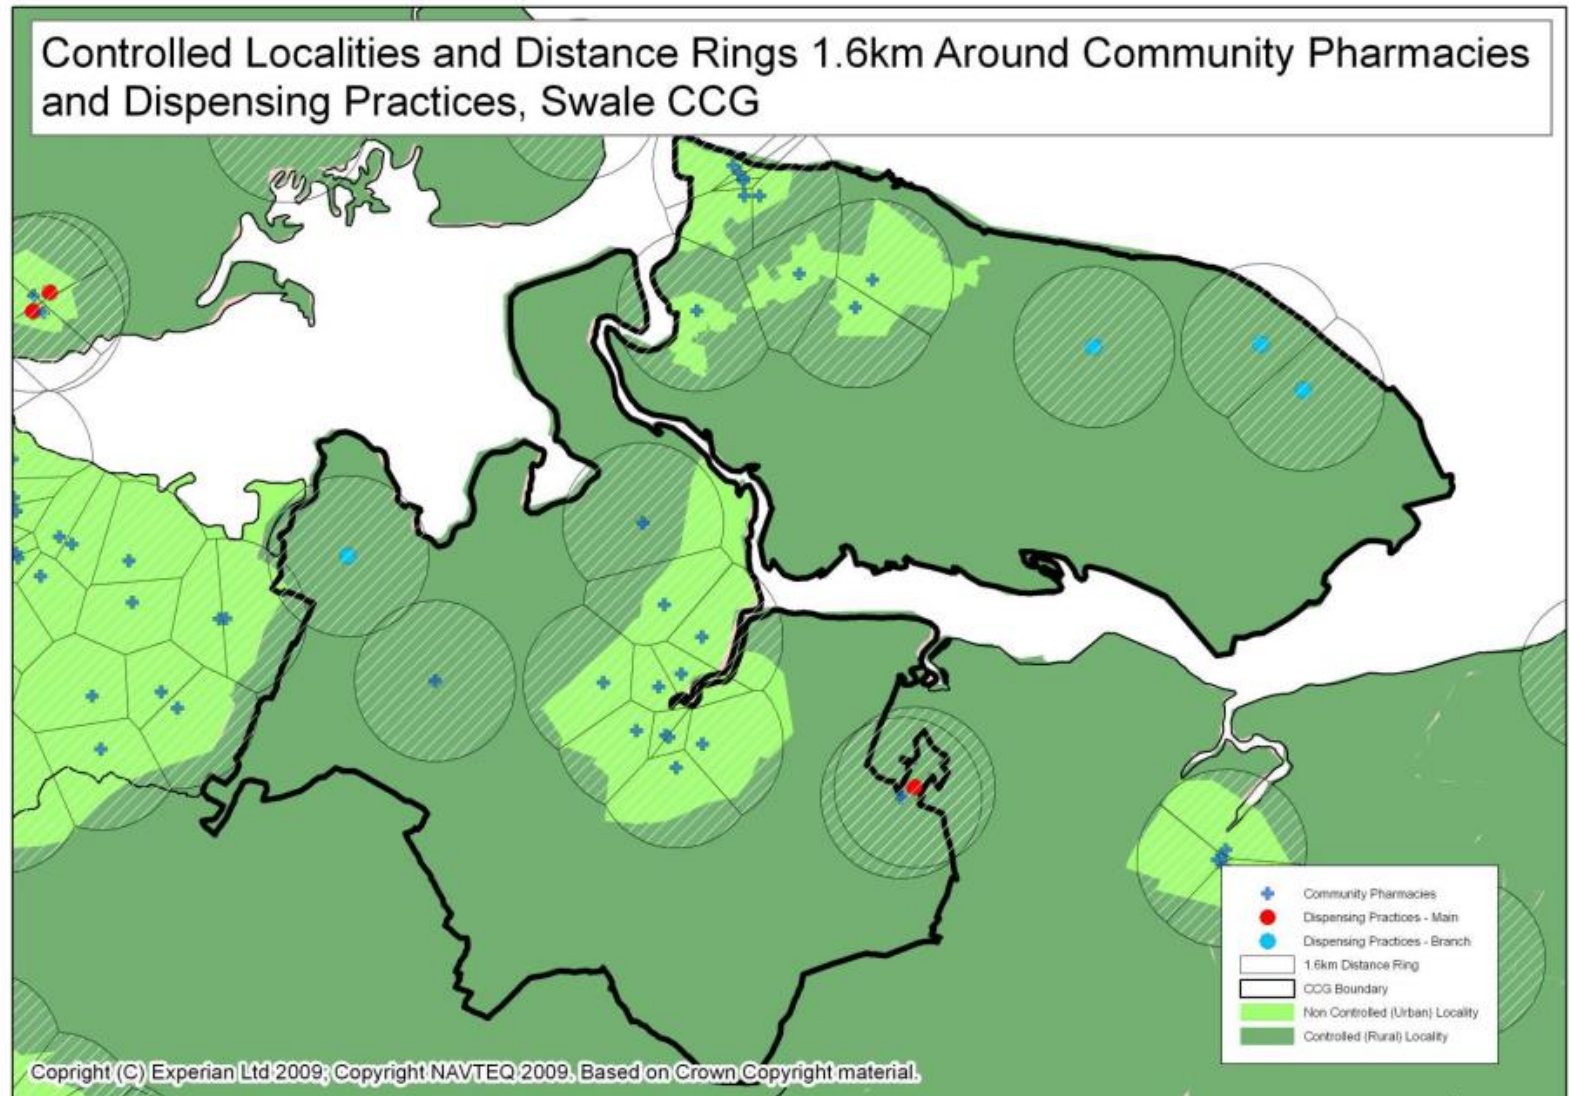 Controlled Localities and Distance Rings 1.6km Around Community Pharmacies
and Dispensing Practices, Swale CCG
Community Pharmacies
Dispensing Practices - Main
Dispensing Practices - Branch
1.6km Distance Ring
CCG Boundary
Non Controlled (Urban) Locality
Controlled (Rural) Locality
Copright (C) Experian Ltd 2009; Copyright NAVTEQ 2009. Based on Crown Copyright material.